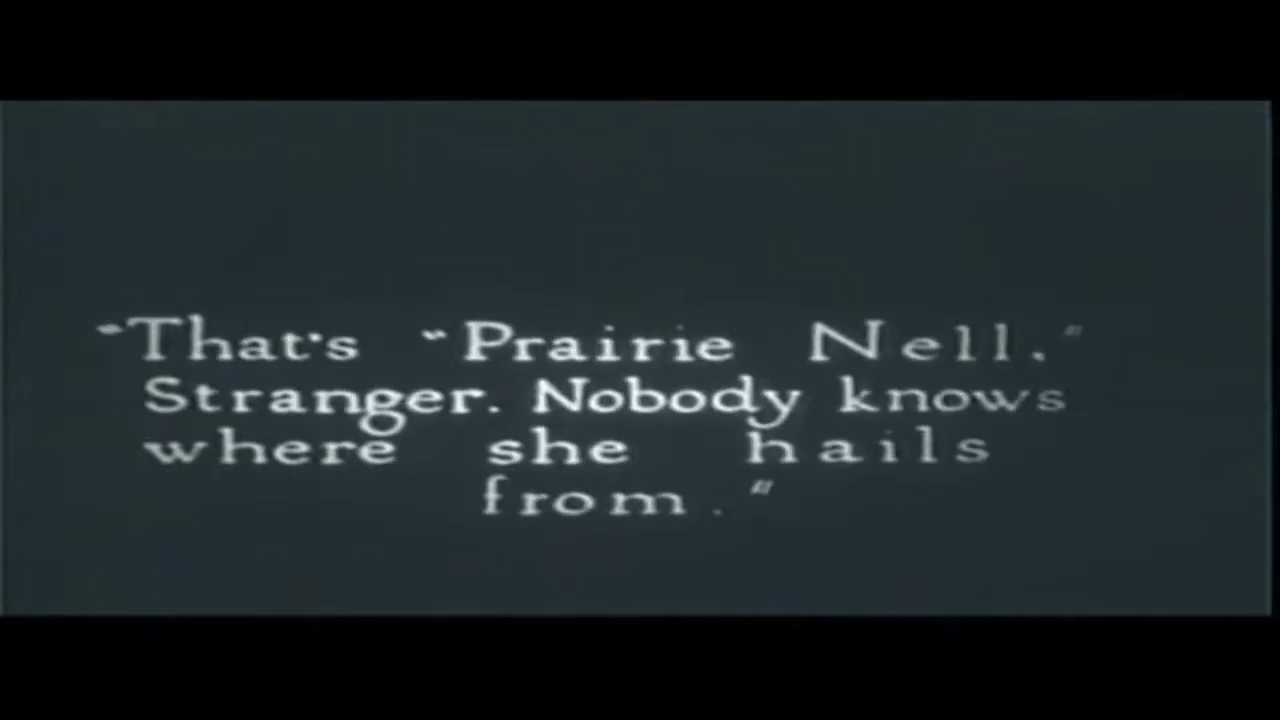 "That's "Prairie Nell."
Stranger. Nobody knows
where she hails
from."